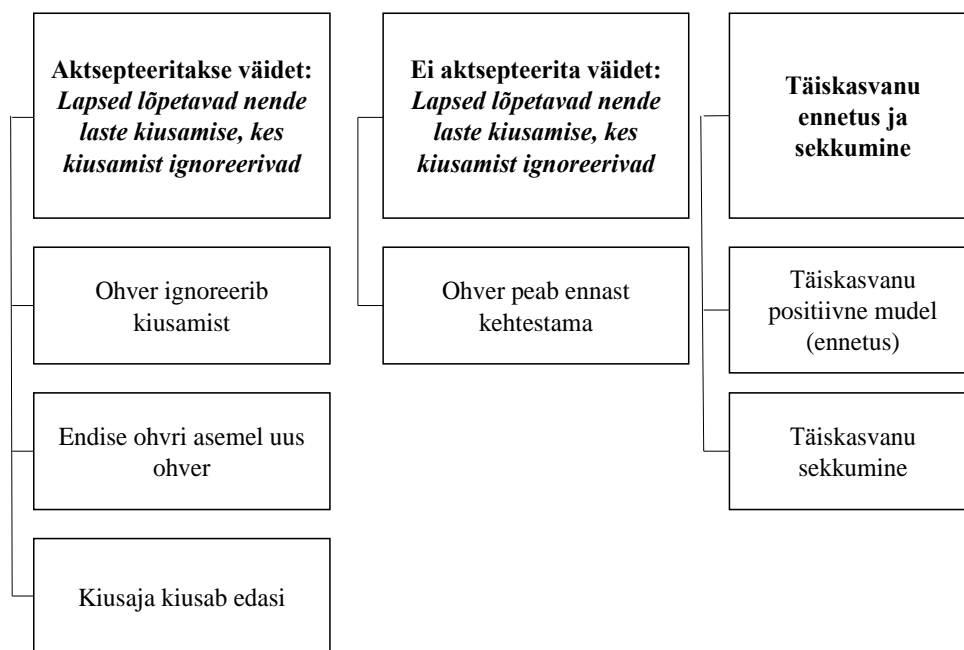 Aktsepteeritakse väidet:
Lapsed lõpetavad nende
laste kiusamise, kes
kiusamist ignoreerivad
Ohver ignoreerib
kiusamist
Endise ohvri asemel uus
ohver
Kiusaja kiusab edasi
Ei aktsepteerita väidet:
Lapsed lõpetavad nende
laste kiusamise, kes
kiusamist ignoreerivad
Ohver peab ennast
kehtestama
Täiskasvanu
ennetus ja
sekkumine
Täiskasvanu
positiivne mudel
(ennetus)
Täiskasvanu
sekkumine